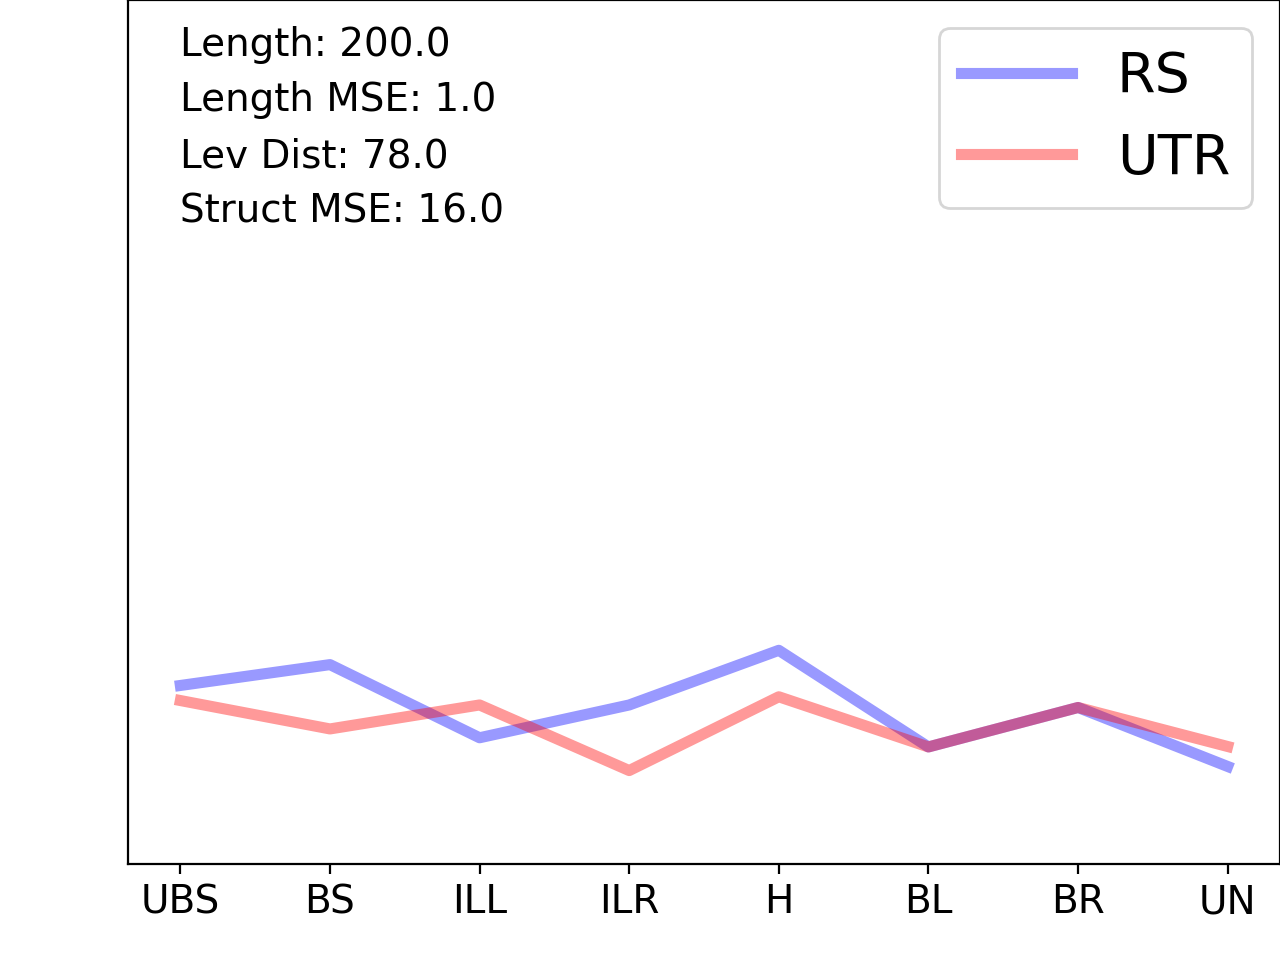 Length: 200.0
Length MSE: 1.0
Lev Dist: 78.0
Struct MSE: 16.0
RS
UTR
UBS BS ILL ILR H BL BR UN